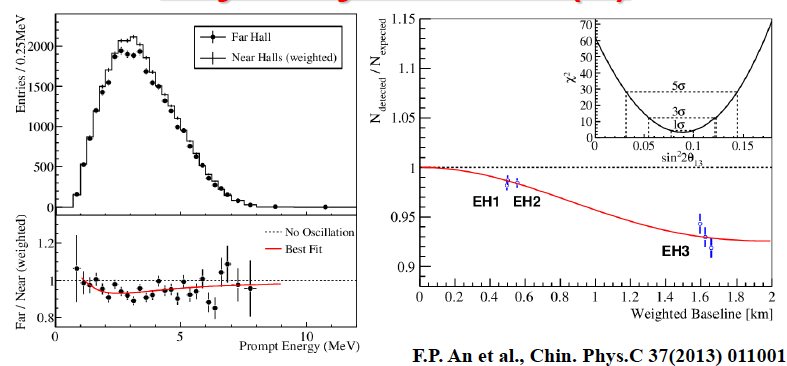 Entries / 0.25MeV
2000
1500
1000
500
0
Far Hall
Near Halls (weighted)
Far / Near (weighted)
1.2
1
0.8
No Oscillation
Best Fit
0
5
10
Prompt Energy (MeV)
N_detected / N_expected
1.15
1.1
1.05
1
0.95
0.9
χ²
70
60
50
40
30
20
10
0
5σ
3σ
1σ
0
0.05
0.1
0.15
sin²2θ₁₃
EH1
EH2
EH3
0
0.2
0.4
0.6
0.8
1
1.2
1.4
1.6
1.8
2
Weighted Baseline [km]
F.P. An et al., Chin. Phys.C 37(2013) 011001